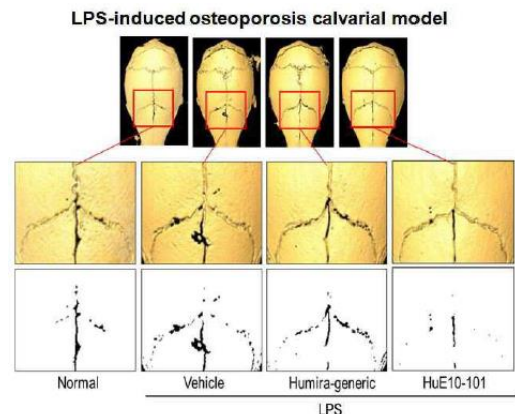 LPS-induced osteoporosis calvarial model
Normal
Vehicle
Humira-generic
HuE10-101
LPS